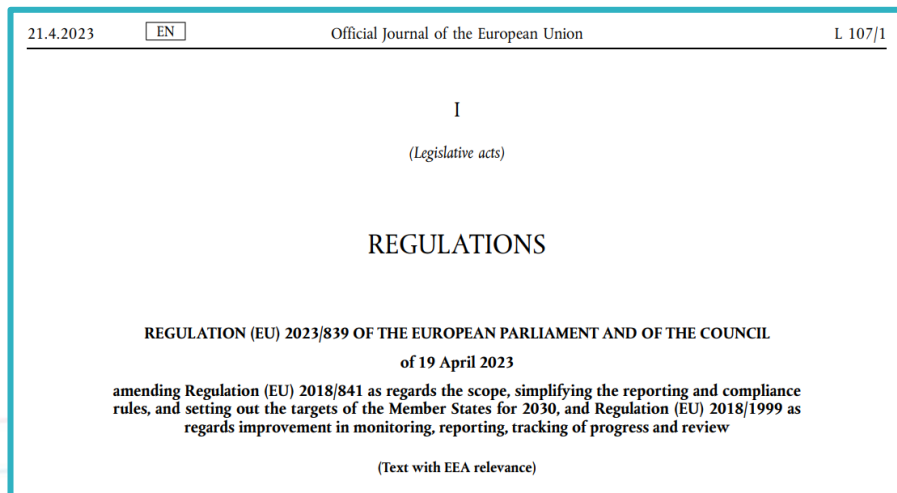 21.4.2023 EN Official Journal of the European Union L 107/1
I
(Legislative acts)
REGULATIONS
REGULATION (EU) 2023/839 OF THE EUROPEAN PARLIAMENT AND OF THE COUNCIL
of 19 April 2023
amending Regulation (EU) 2018/841 as regards the scope, simplifying the reporting and compliance
rules, and setting out the targets of the Member States for 2030, and Regulation (EU) 2018/1999 as
regards improvement in monitoring, reporting, tracking of progress and review
(Text with EEA relevance)